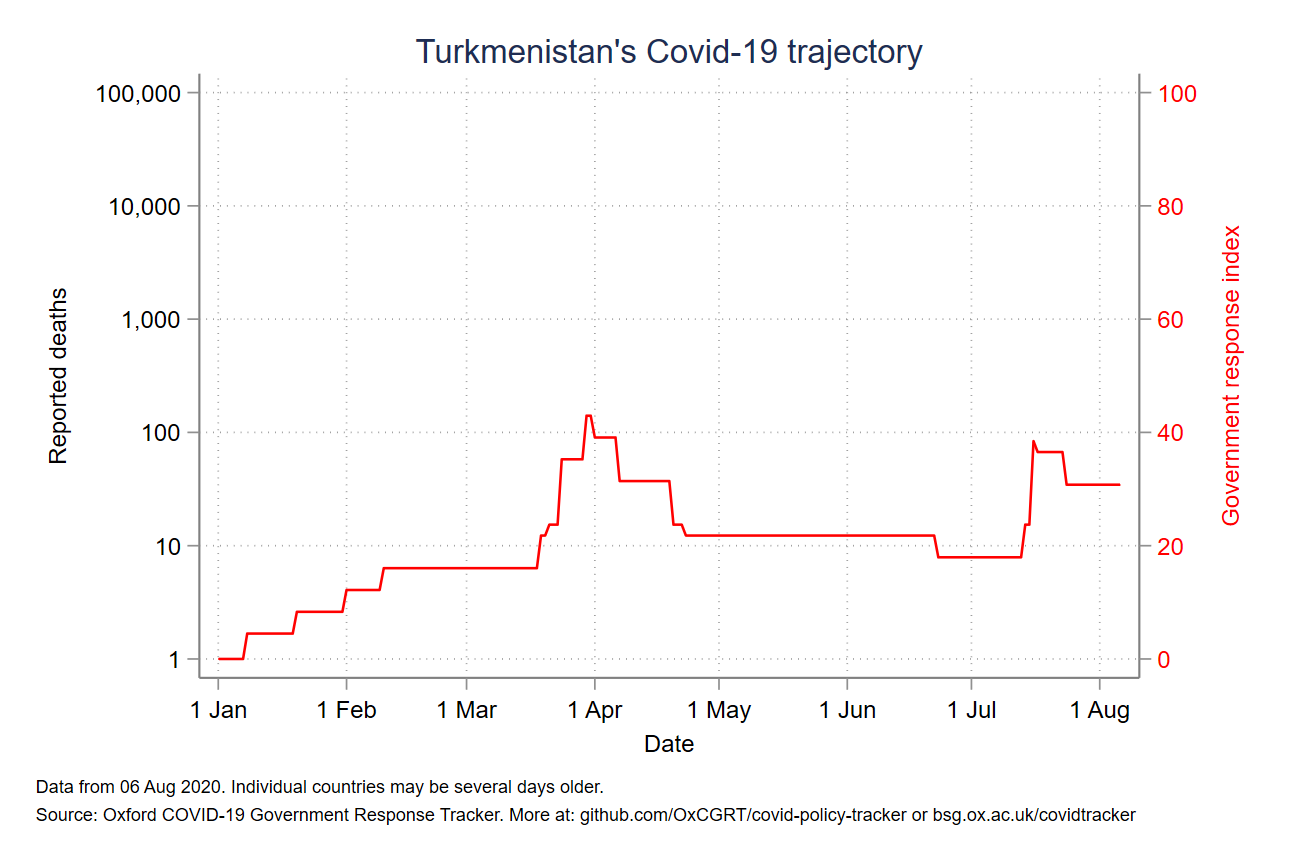 Turkmenistan's Covid-19 trajectory
100,000
10,000
1,000
100
10
1
Reported deaths
100
80
60
40
20
0
Government response index
1 Jan 1 Feb 1 Mar 1 Apr 1 May 1 Jun 1 Jul 1 Aug
Date
Data from 06 Aug 2020. Individual countries may be several days older.
Source: Oxford COVID-19 Government Response Tracker. More at: github.com/OxCGRT/covid-policy-tracker or bsg.ox.ac.uk/covidtracker